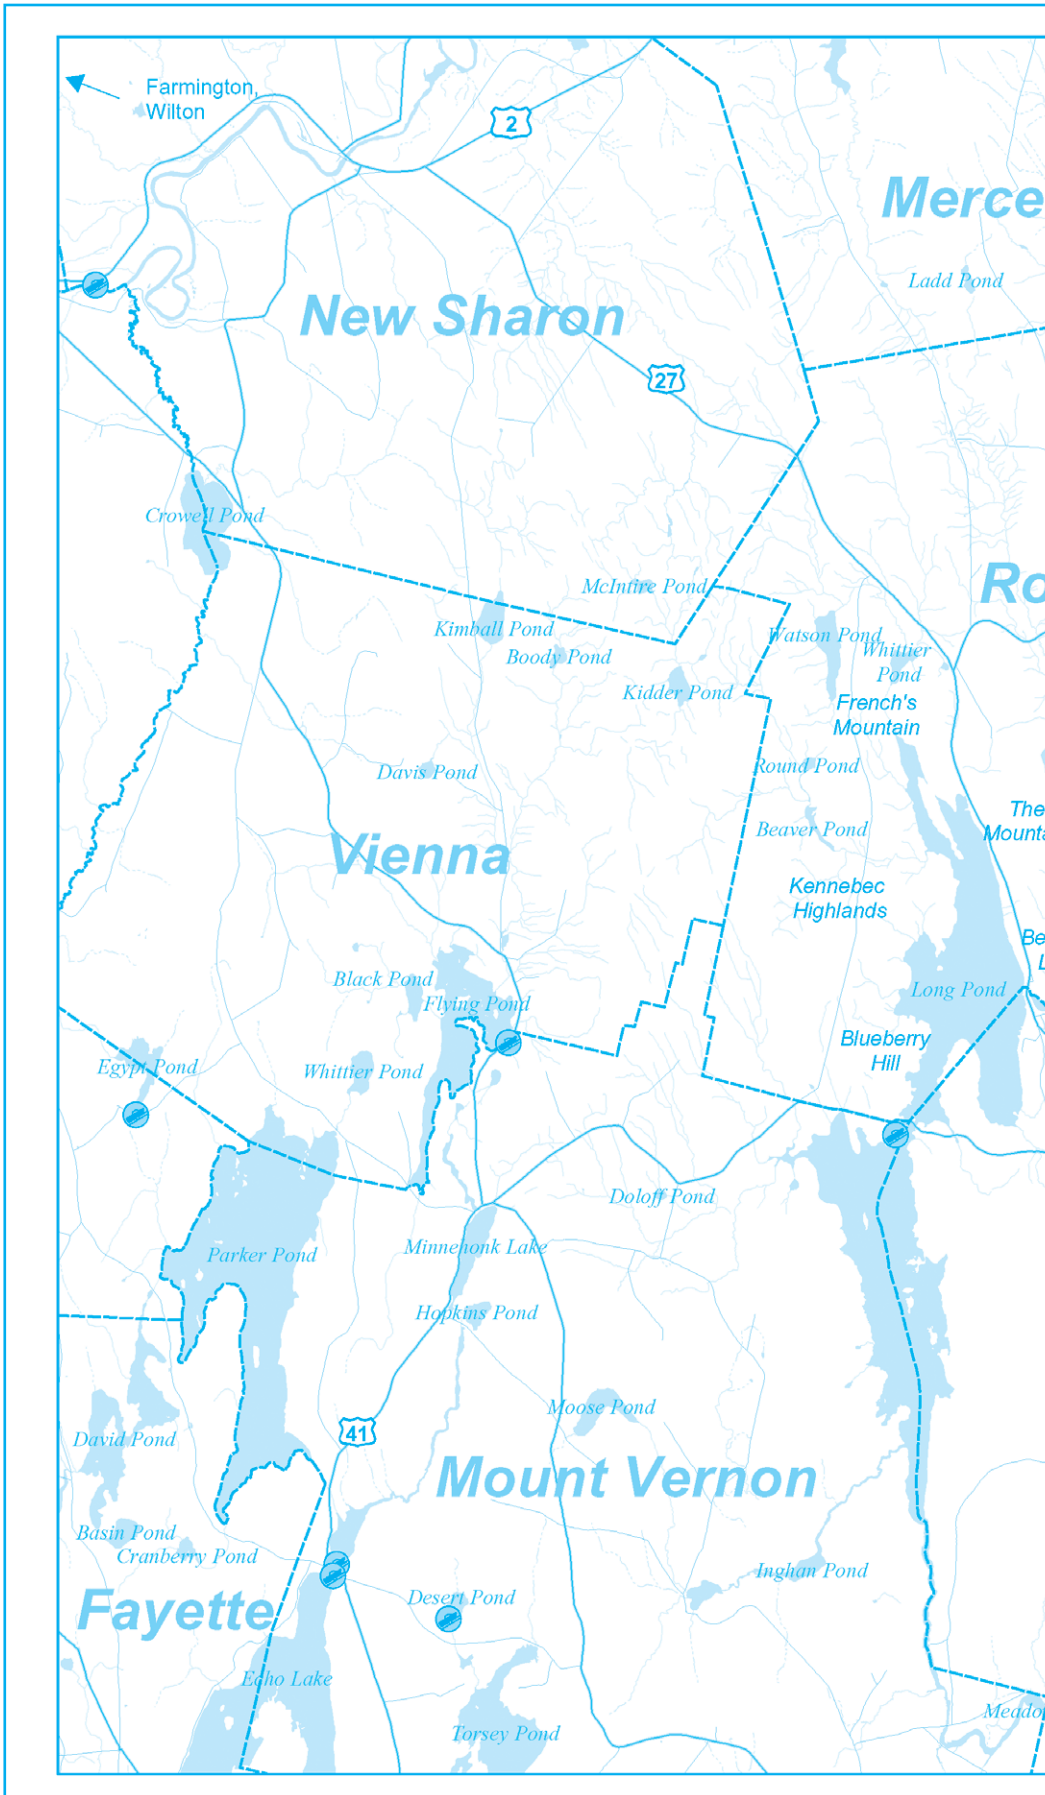 Farmington,
Wilton
2
Merce
Ladd Pond
New Sharon
27
Crowell Pond
McIntire Pond
Ro
Kimball Pond
Watson Pond
Boody Pond
Whittier
Pond
Kidder Pond
French's
Mountain
Davis Pond
Round Pond
The
Mounta
Beaver Pond
Vienna
Kennebec
Highlands
Be
L
Black Pond
Long Pond
Flying Pond
Blueberry
Hill
Egypt Pond
Whittier Pond
Doloff Pond
Minnehonk Lake
Parker Pond
Hopkins Pond
Moose Pond
41
David Pond
Mount Vernon
Basin Pond
Cranberry Pond
Inghan Pond
Desert Pond
Fayette
Echo Lake
Meado
Torsey Pond